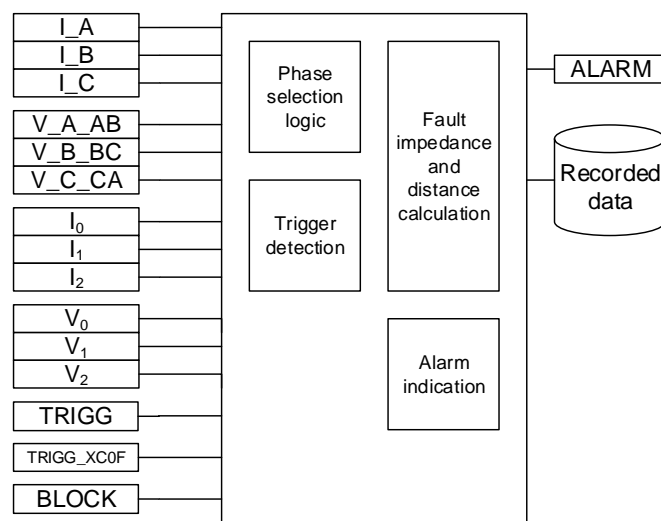 I_A
I_B
I_C
V_A_AB
V_B_BC
V_C_CA
I₀
I₁
I₂
V₀
V₁
V₂
TRIGG
TRIGG_XC0F
BLOCK
Phase
selection
logic
Trigger
detection
Fault
impedance
and
distance
calculation
Alarm
indication
ALARM
Recorded
data